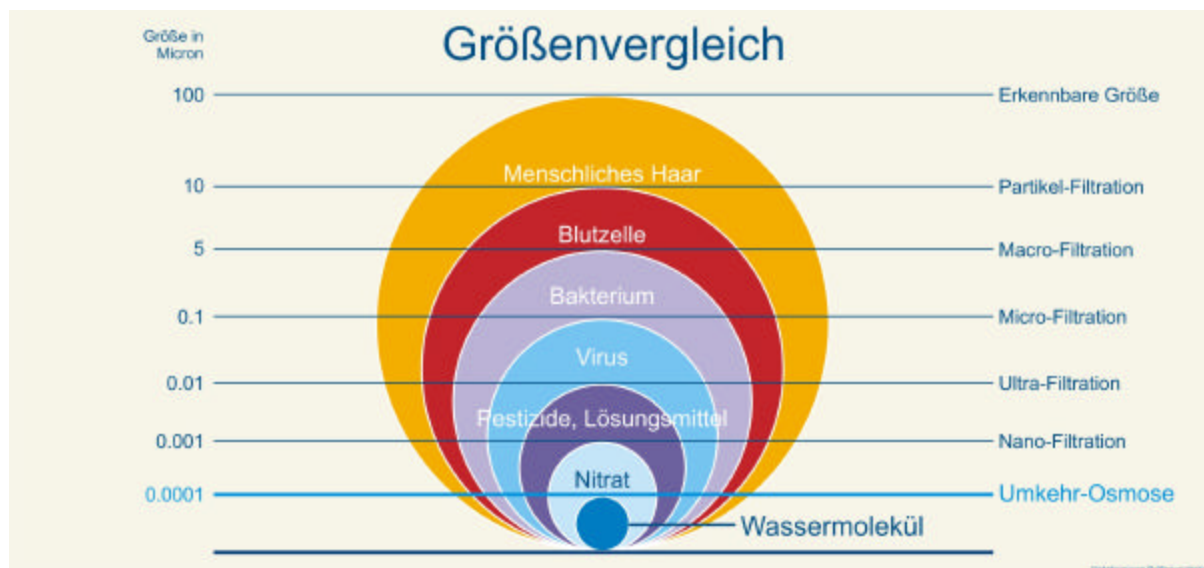 Größenvergleich
Größe in
Micron
100
Erkennbare Größe
Menschliches Haar
10
Partikel-Filtration
Blutzelle
5
Macro-Filtration
Bakterium
0.1
Micro-Filtration
Virus
0.01
Ultra-Filtration
Pestizide, Lösungsmittel
0.001
Nano-Filtration
Nitrat
0.0001
Umkehr-Osmose
Wassermolekül